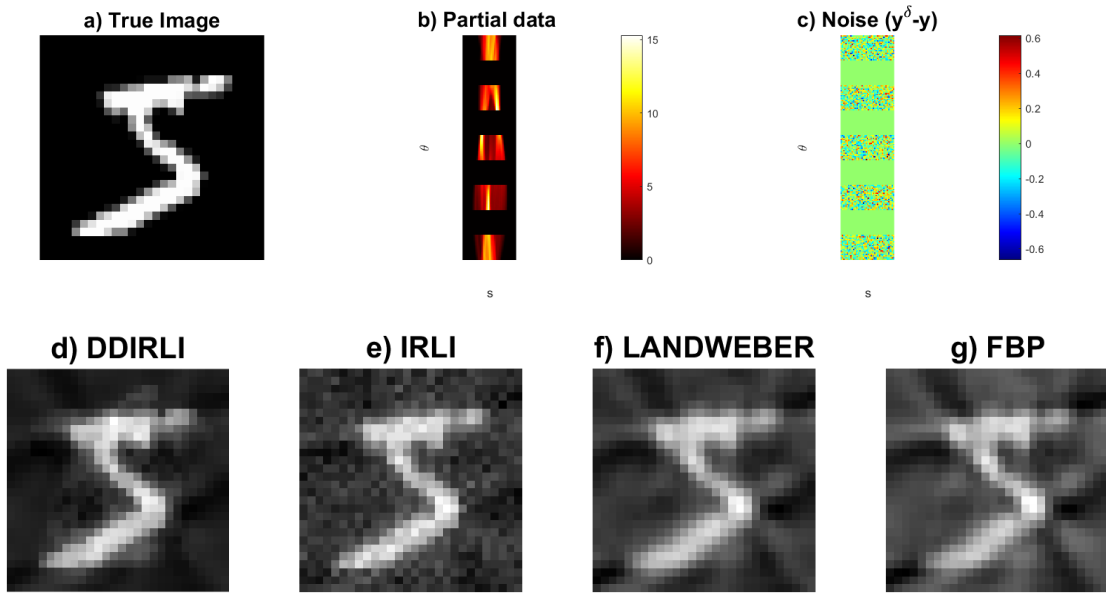 a) True Image
b) Partial data
c) Noise (y^δ-y)
θ
15
10
5
0
s
θ
0.6
0.4
0.2
0
-0.2
-0.4
-0.6
s
d) DDIRLI
e) IRLI
f) LANDWEBER
g) FBP